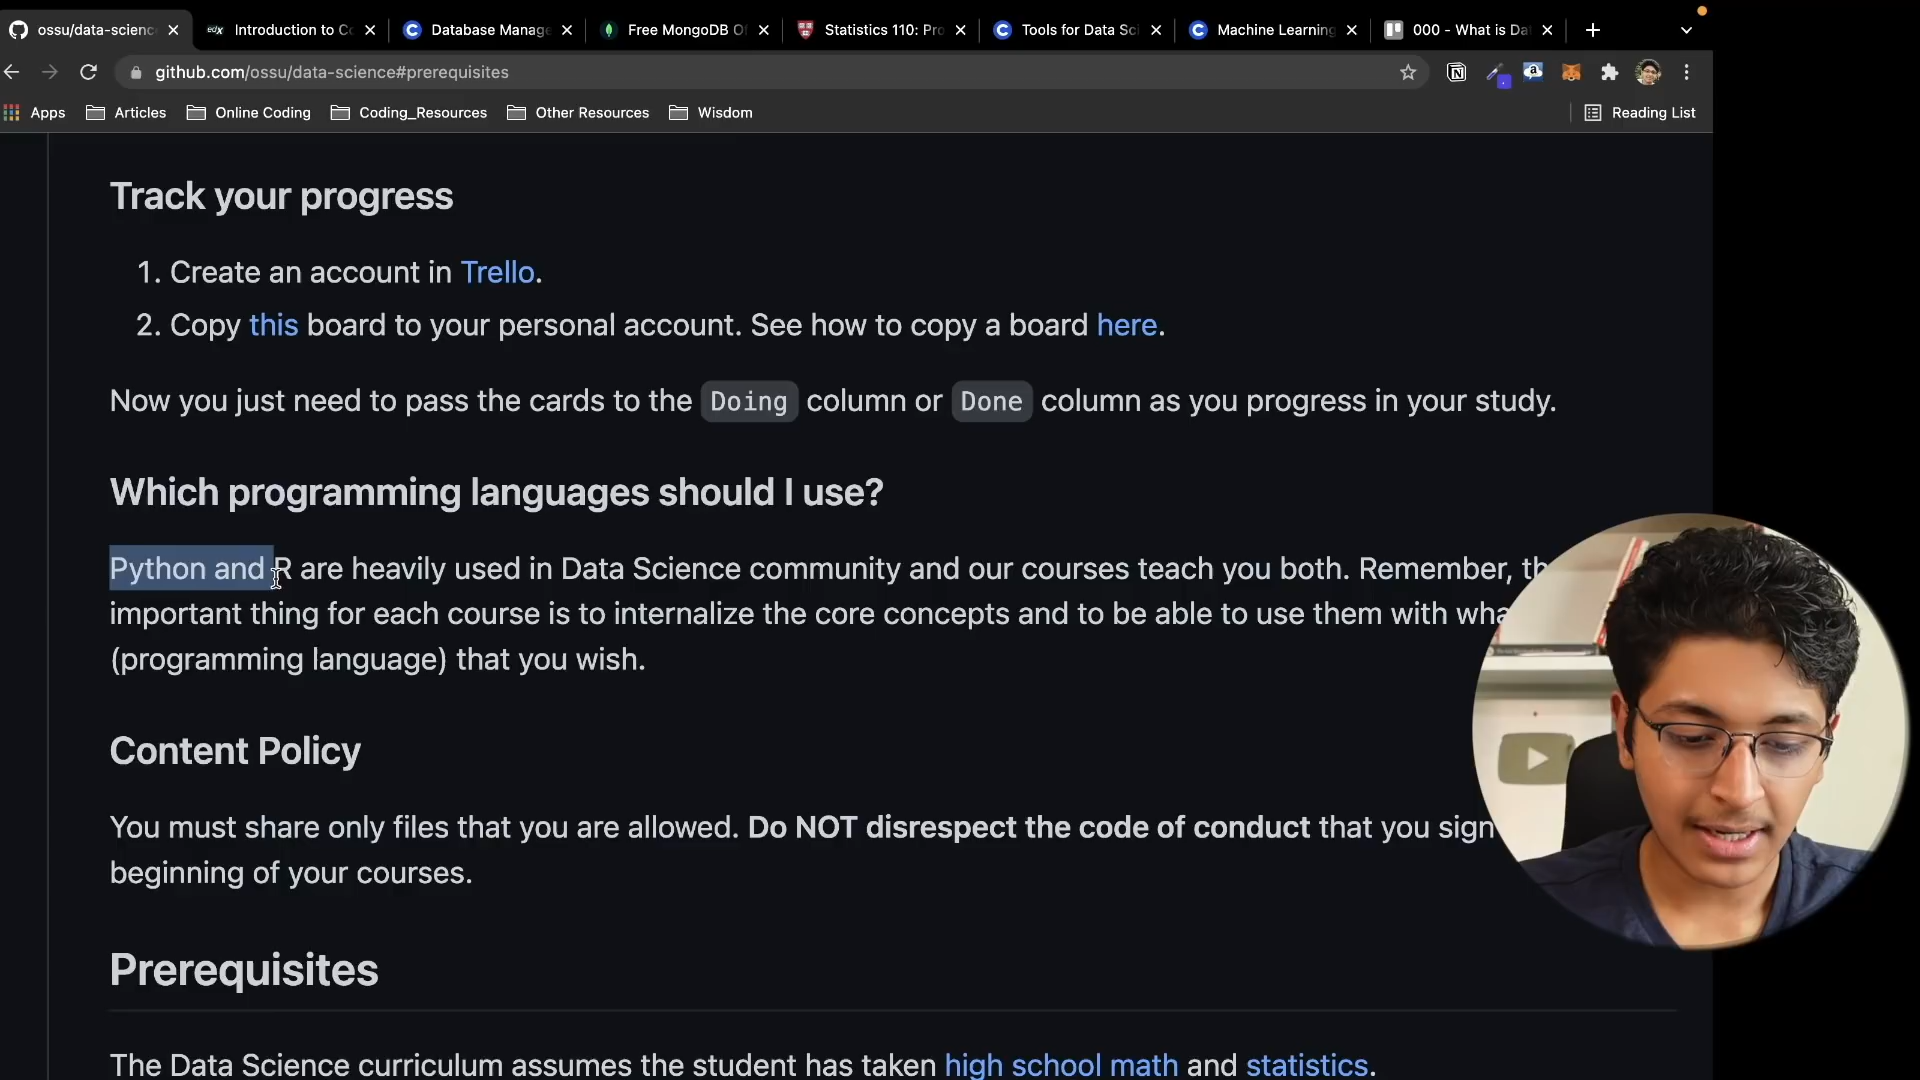 ossu/data-scienc
Introduction to Co
Database Manage
Free MongoDB Of
Statistics 110: Pro
Tools for Data Sci
Machine Learning
000 - What is Dat
github.com/ossu/data-science#prerequisites
Apps
Articles
Online Coding
Coding_Resources
Other Resources
Wisdom
Reading List
Track your progress
1. Create an account in Trello.
2. Copy this board to your personal account. See how to copy a board here.
Now you just need to pass the cards to the Doing column or Done column as you progress in your study.
Which programming languages should I use?
Python and R are heavily used in Data Science community and our courses teach you both. Remember, th
important thing for each course is to internalize the core concepts and to be able to use them with wha
(programming language) that you wish.
Content Policy
You must share only files that you are allowed. Do NOT disrespect the code of conduct that you sign
beginning of your courses.
Prerequisites
The Data Science curriculum assumes the student has taken high school math and statistics.